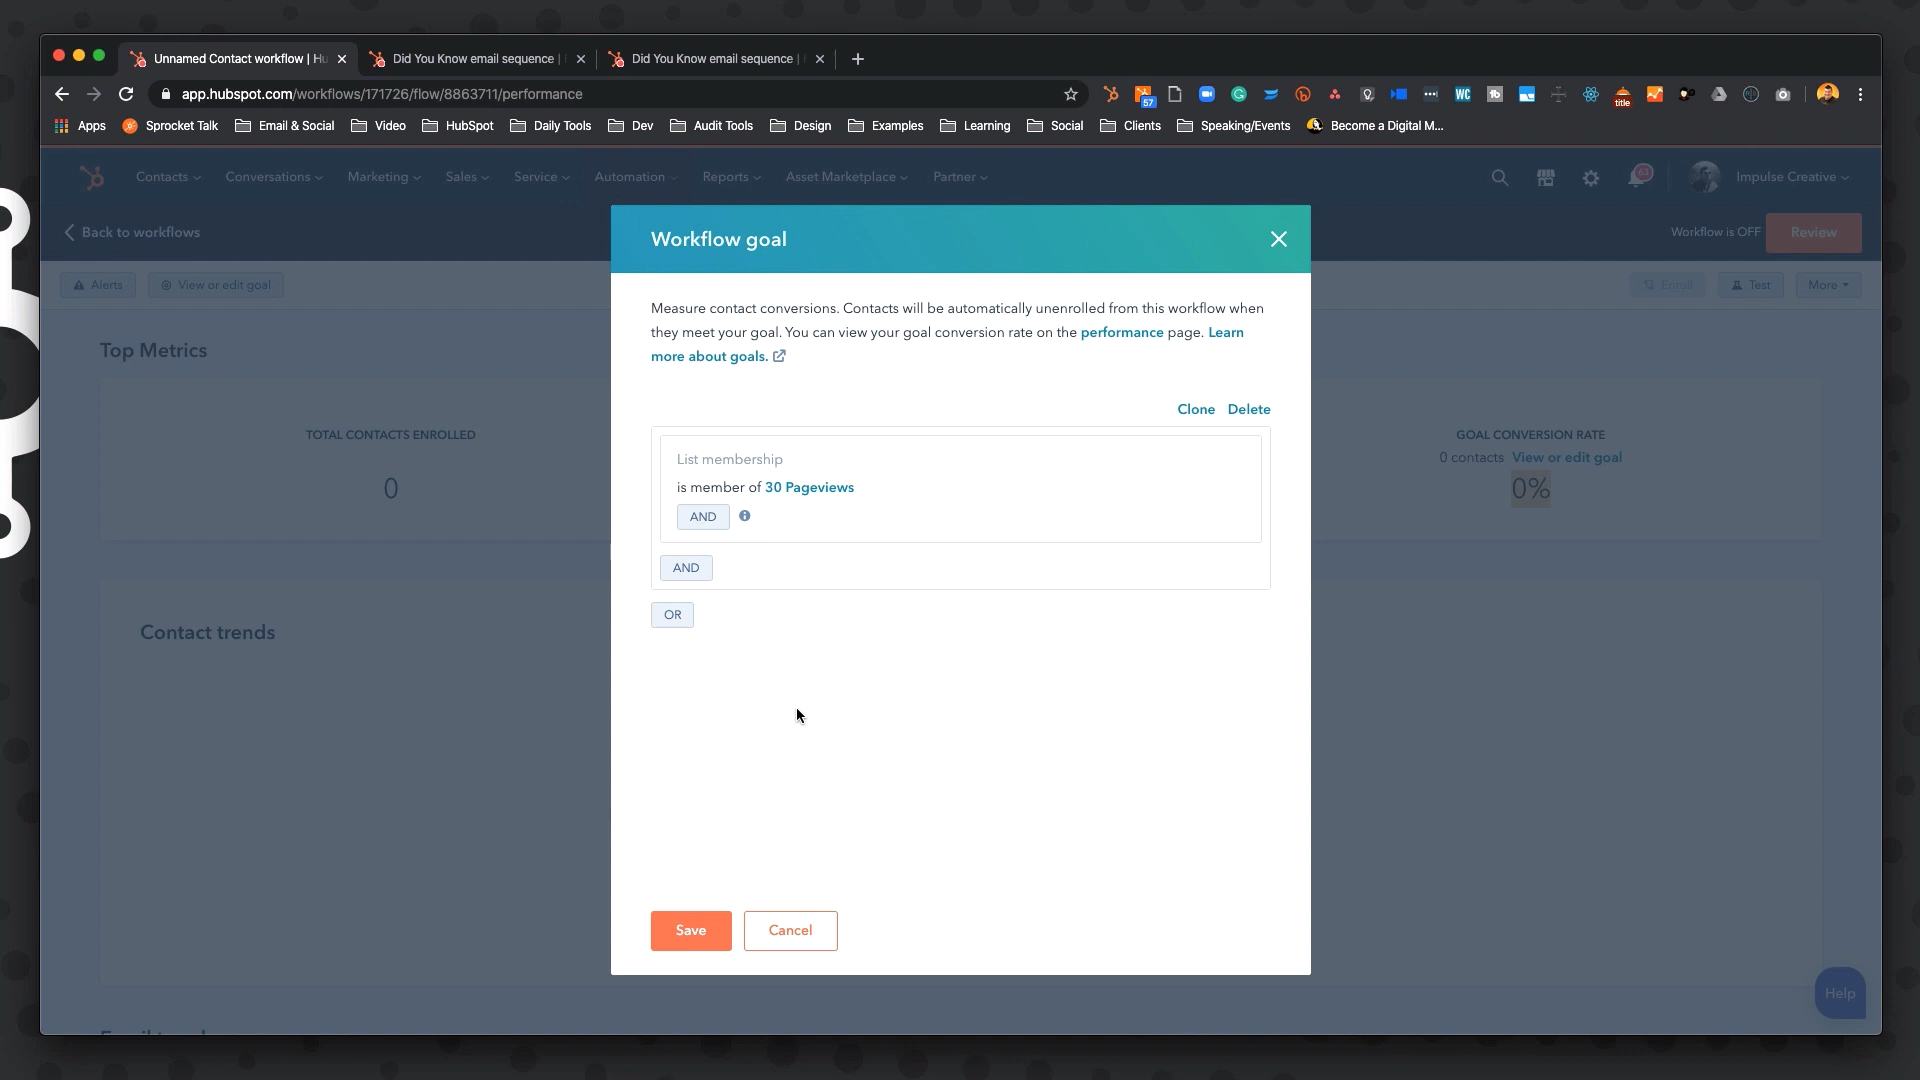 Unnamed Contact workflow | Hu
Did You Know email sequence |
Did You Know email sequence |
app.hubspot.com/workflows/171726/flow/8863711/performance
57
WC
title
Apps
Sprocket Talk
Email & Social
Video
HubSpot
Daily Tools
Dev
Audit Tools
Design
Examples
Learning
Social
Clients
Speaking/Events
Become a Digital M...
Contacts
Conversations
Marketing
Sales
Service
Automation
Reports
Asset Marketplace
Partner
63
Impulse Creative
Back to workflows
Workflow is OFF
Review
Alerts
View or edit goal
Enroll
Test
More
Top Metrics
TOTAL CONTACTS ENROLLED
0
GOAL CONVERSION RATE
0 contacts View or edit goal
0%
Contact trends
Workflow goal
Measure contact conversions. Contacts will be automatically unenrolled from this workflow when
they meet your goal. You can view your goal conversion rate on the performance page. Learn
more about goals.
Clone Delete
List membership
is member of 30 Pageviews
AND
AND
OR
Save
Cancel
Help